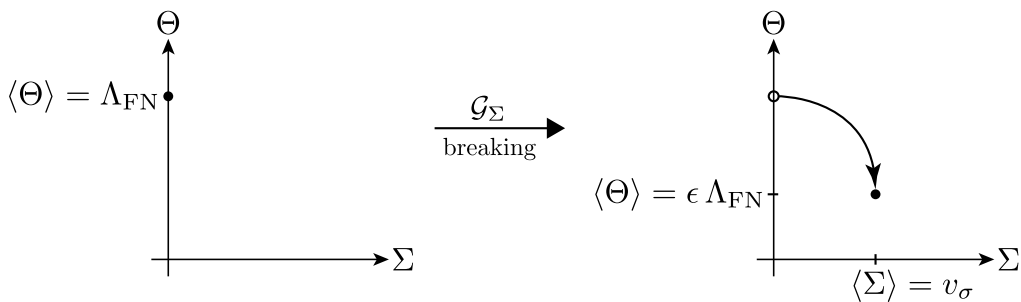 Θ
⟨Θ⟩ = Λ_FN
Σ
𝒢_Σ
breaking
Θ
⟨Θ⟩ = ϵ Λ_FN
Σ
⟨Σ⟩ = v_σ